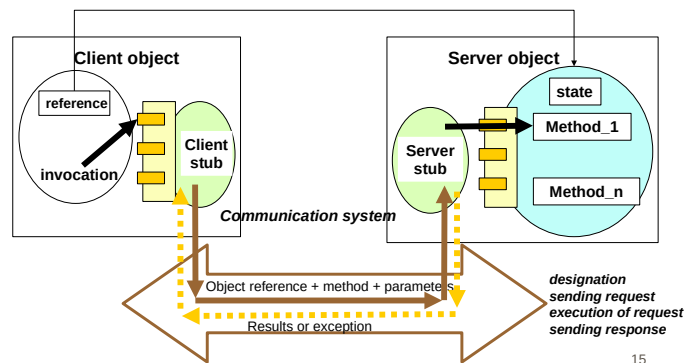 Client object
Server object
reference
state
Method_1
Client
stub
Server
stub
invocation
Method_n
Communication system
Object reference + method + parameters
designation
sending request
execution of request
sending response
Results or exception
15